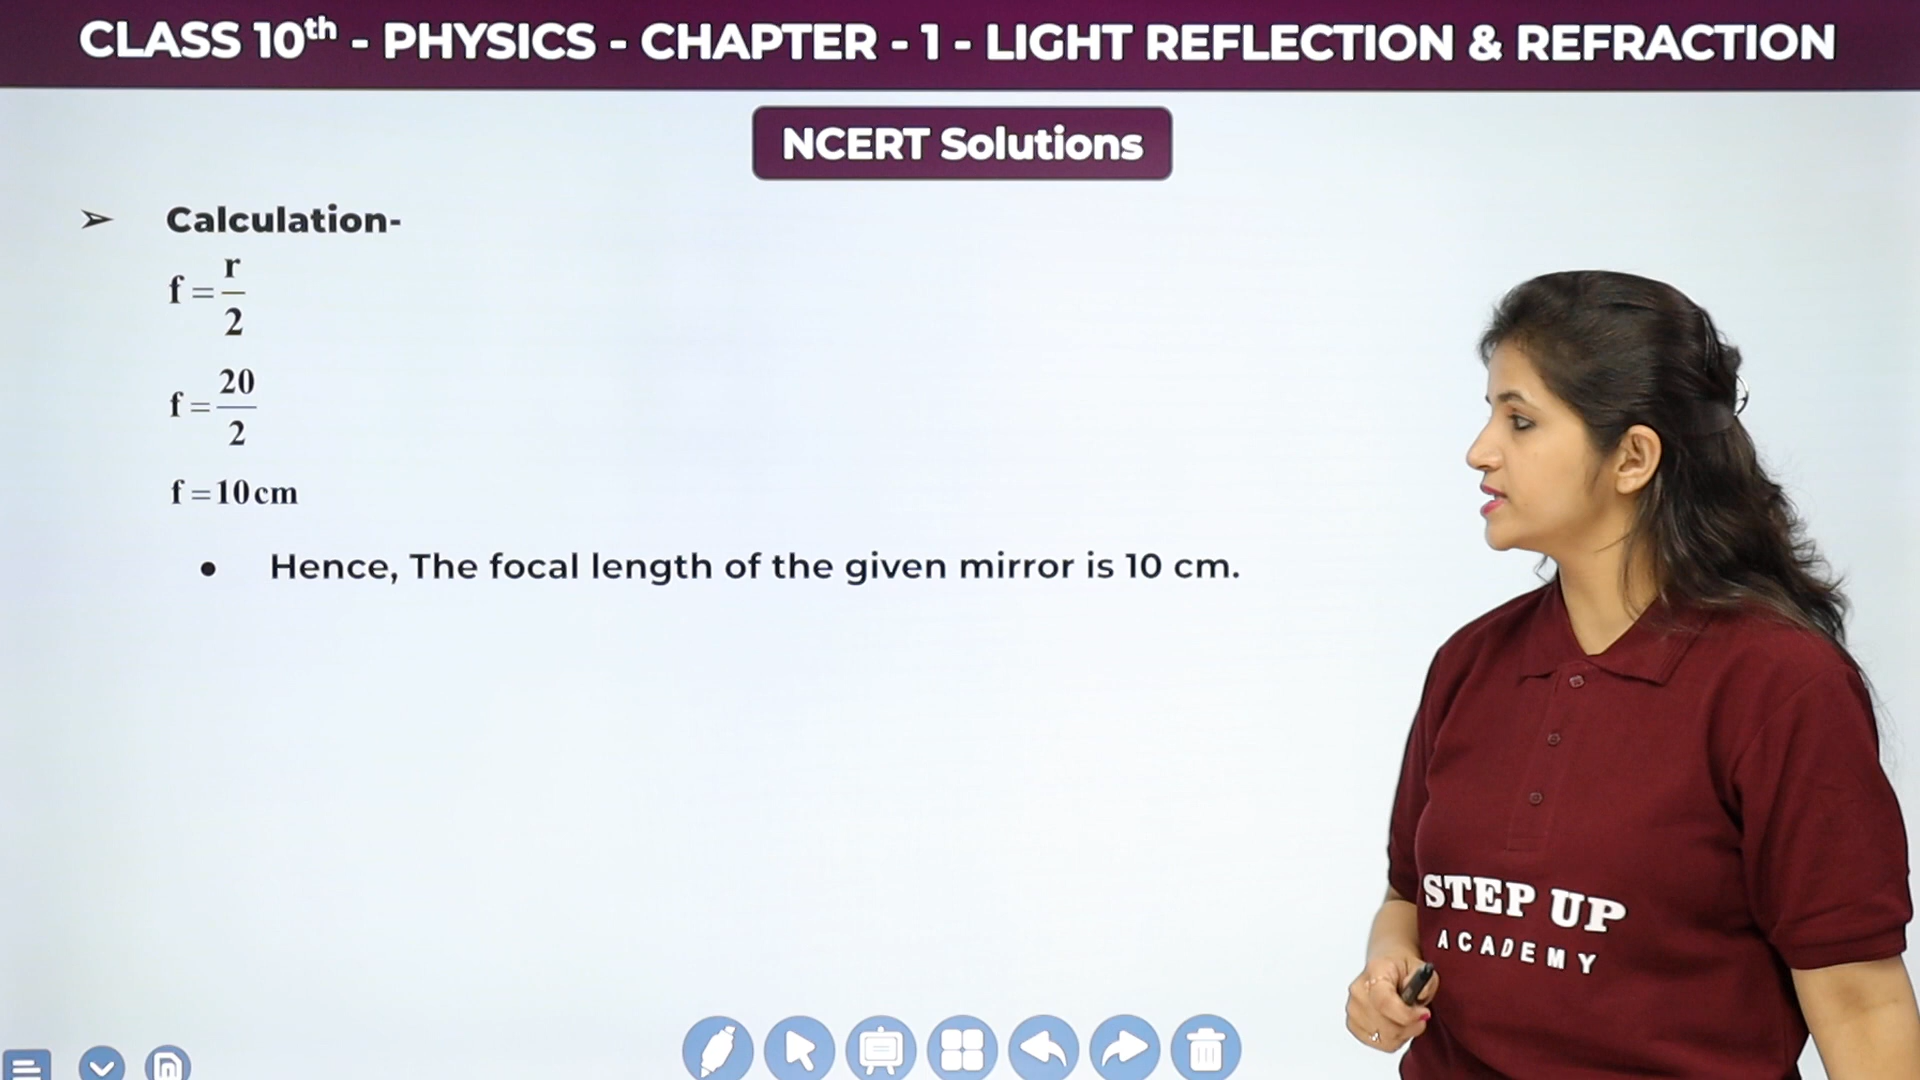 CLASS 10th - PHYSICS - CHAPTER - 1 - LIGHT REFLECTION & REFRACTION
NCERT Solutions
➢ Calculation-
f = r/2
f = 20/2
f = 10 cm
• Hence, The focal length of the given mirror is 10 cm.
STEP UP
ACADEMY